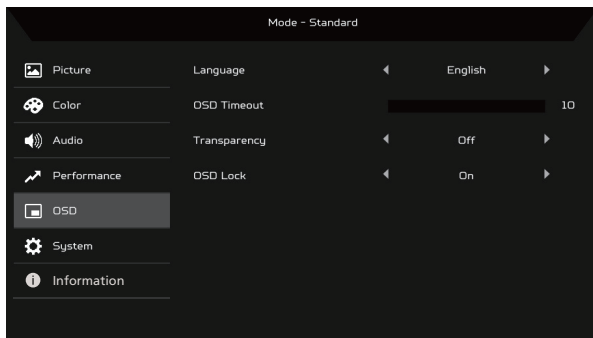 Mode - Standard
Picture
Language English
Color
OSD Timeout 10
Audio
Transparency Off
Performance
OSD Lock On
OSD
System
Information